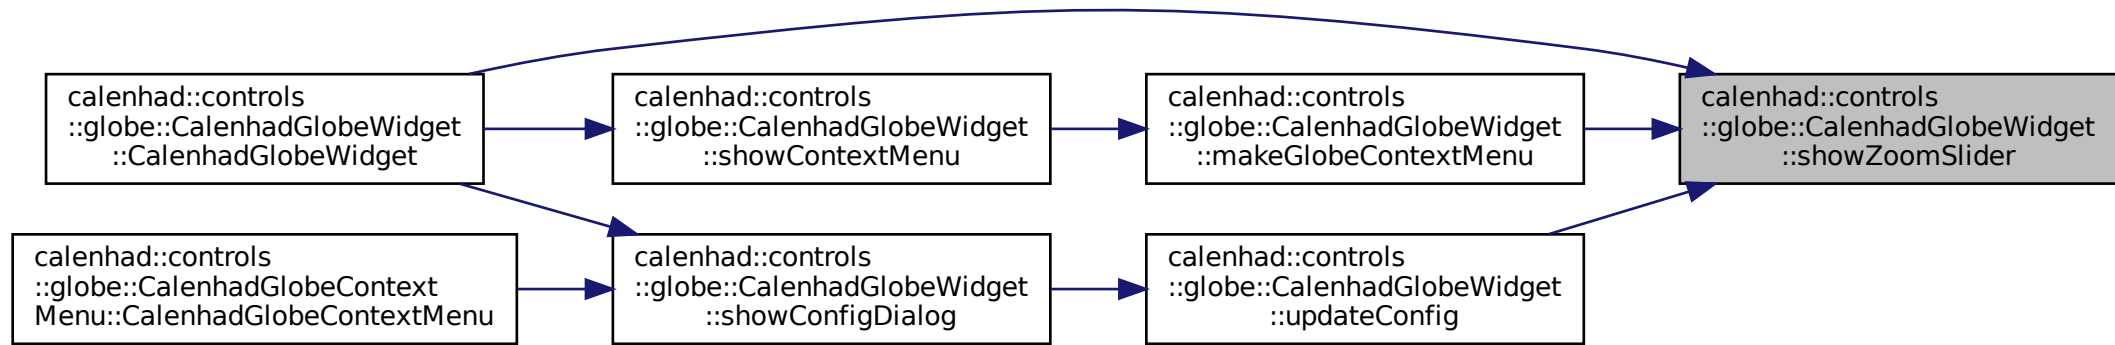 calenhad::controls
::globe::CalenhadGlobeWidget
::CalenhadGlobeWidget
calenhad::controls
::globe::CalenhadGlobeWidget
::showContextMenu
calenhad::controls
::globe::CalenhadGlobeWidget
::makeGlobeContextMenu
calenhad::controls
::globe::CalenhadGlobeWidget
::showZoomSlider
calenhad::controls
::globe::CalenhadGlobeContext
Menu::CalenhadGlobeContextMenu
calenhad::controls
::globe::CalenhadGlobeWidget
::showConfigDialog
calenhad::controls
::globe::CalenhadGlobeWidget
::updateConfig